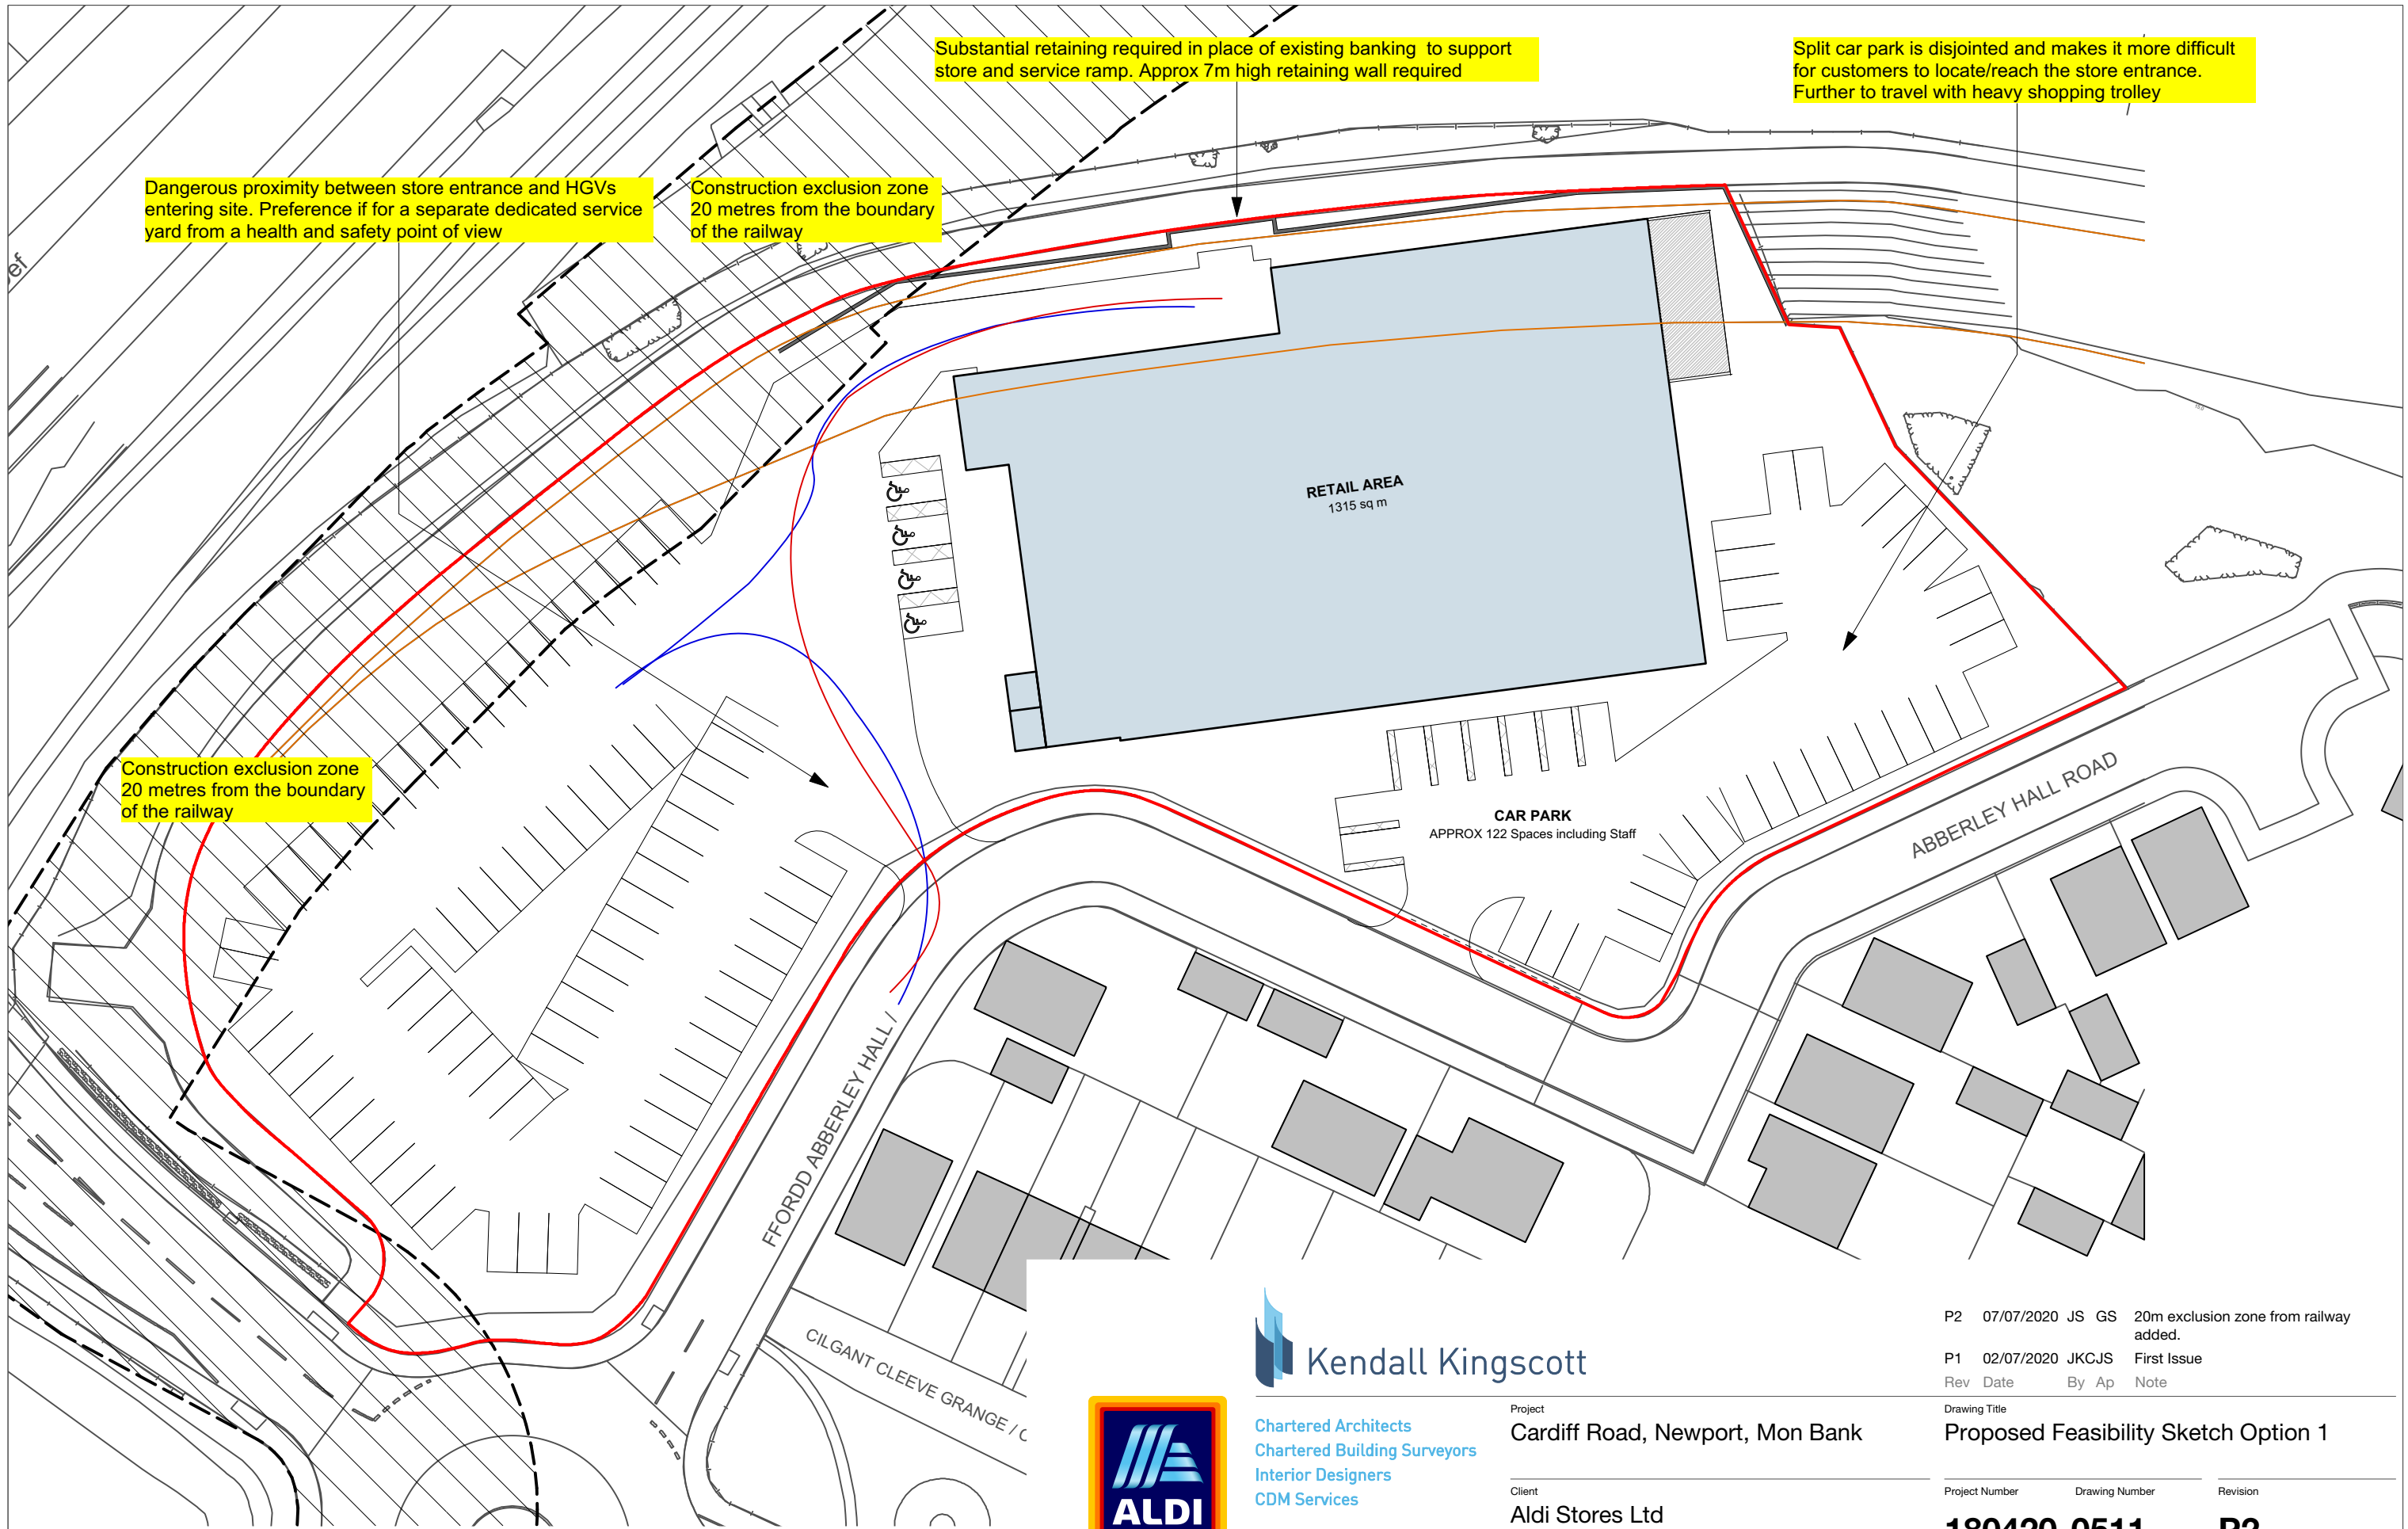 Substantial retaining required in place of existing banking  to support
store and service ramp. Approx 7m high retaining wall required
Split car park is disjointed and makes it more difficult
for customers to locate/reach the store entrance.
Further to travel with heavy shopping trolley
Dangerous proximity between store entrance and HGVs
entering site. Preference if for a separate dedicated service
yard from a health and safety point of view
Construction exclusion zone
20 metres from the boundary
of the railway
RETAIL AREA
1315 sq m
Construction exclusion zone
20 metres from the boundary
of the railway
CAR PARK
APPROX 122 Spaces including Staff
ABBERLEY HALL ROAD
FFORDD ABBERLEY HALL /
CILGANT CLEEVE GRANGE / C
Kendall Kingscott
Chartered Architects
Chartered Building Surveyors
Interior Designers
CDM Services
ALDI
P2 07/07/2020 JS GS 20m exclusion zone from railway
added.
P1 02/07/2020 JKCJS First Issue
Rev Date By Ap Note
Project
Cardiff Road, Newport, Mon Bank
Drawing Title
Proposed Feasibility Sketch Option 1
Client
Aldi Stores Ltd
Project Number Drawing Number Revision
180420 0511 P2